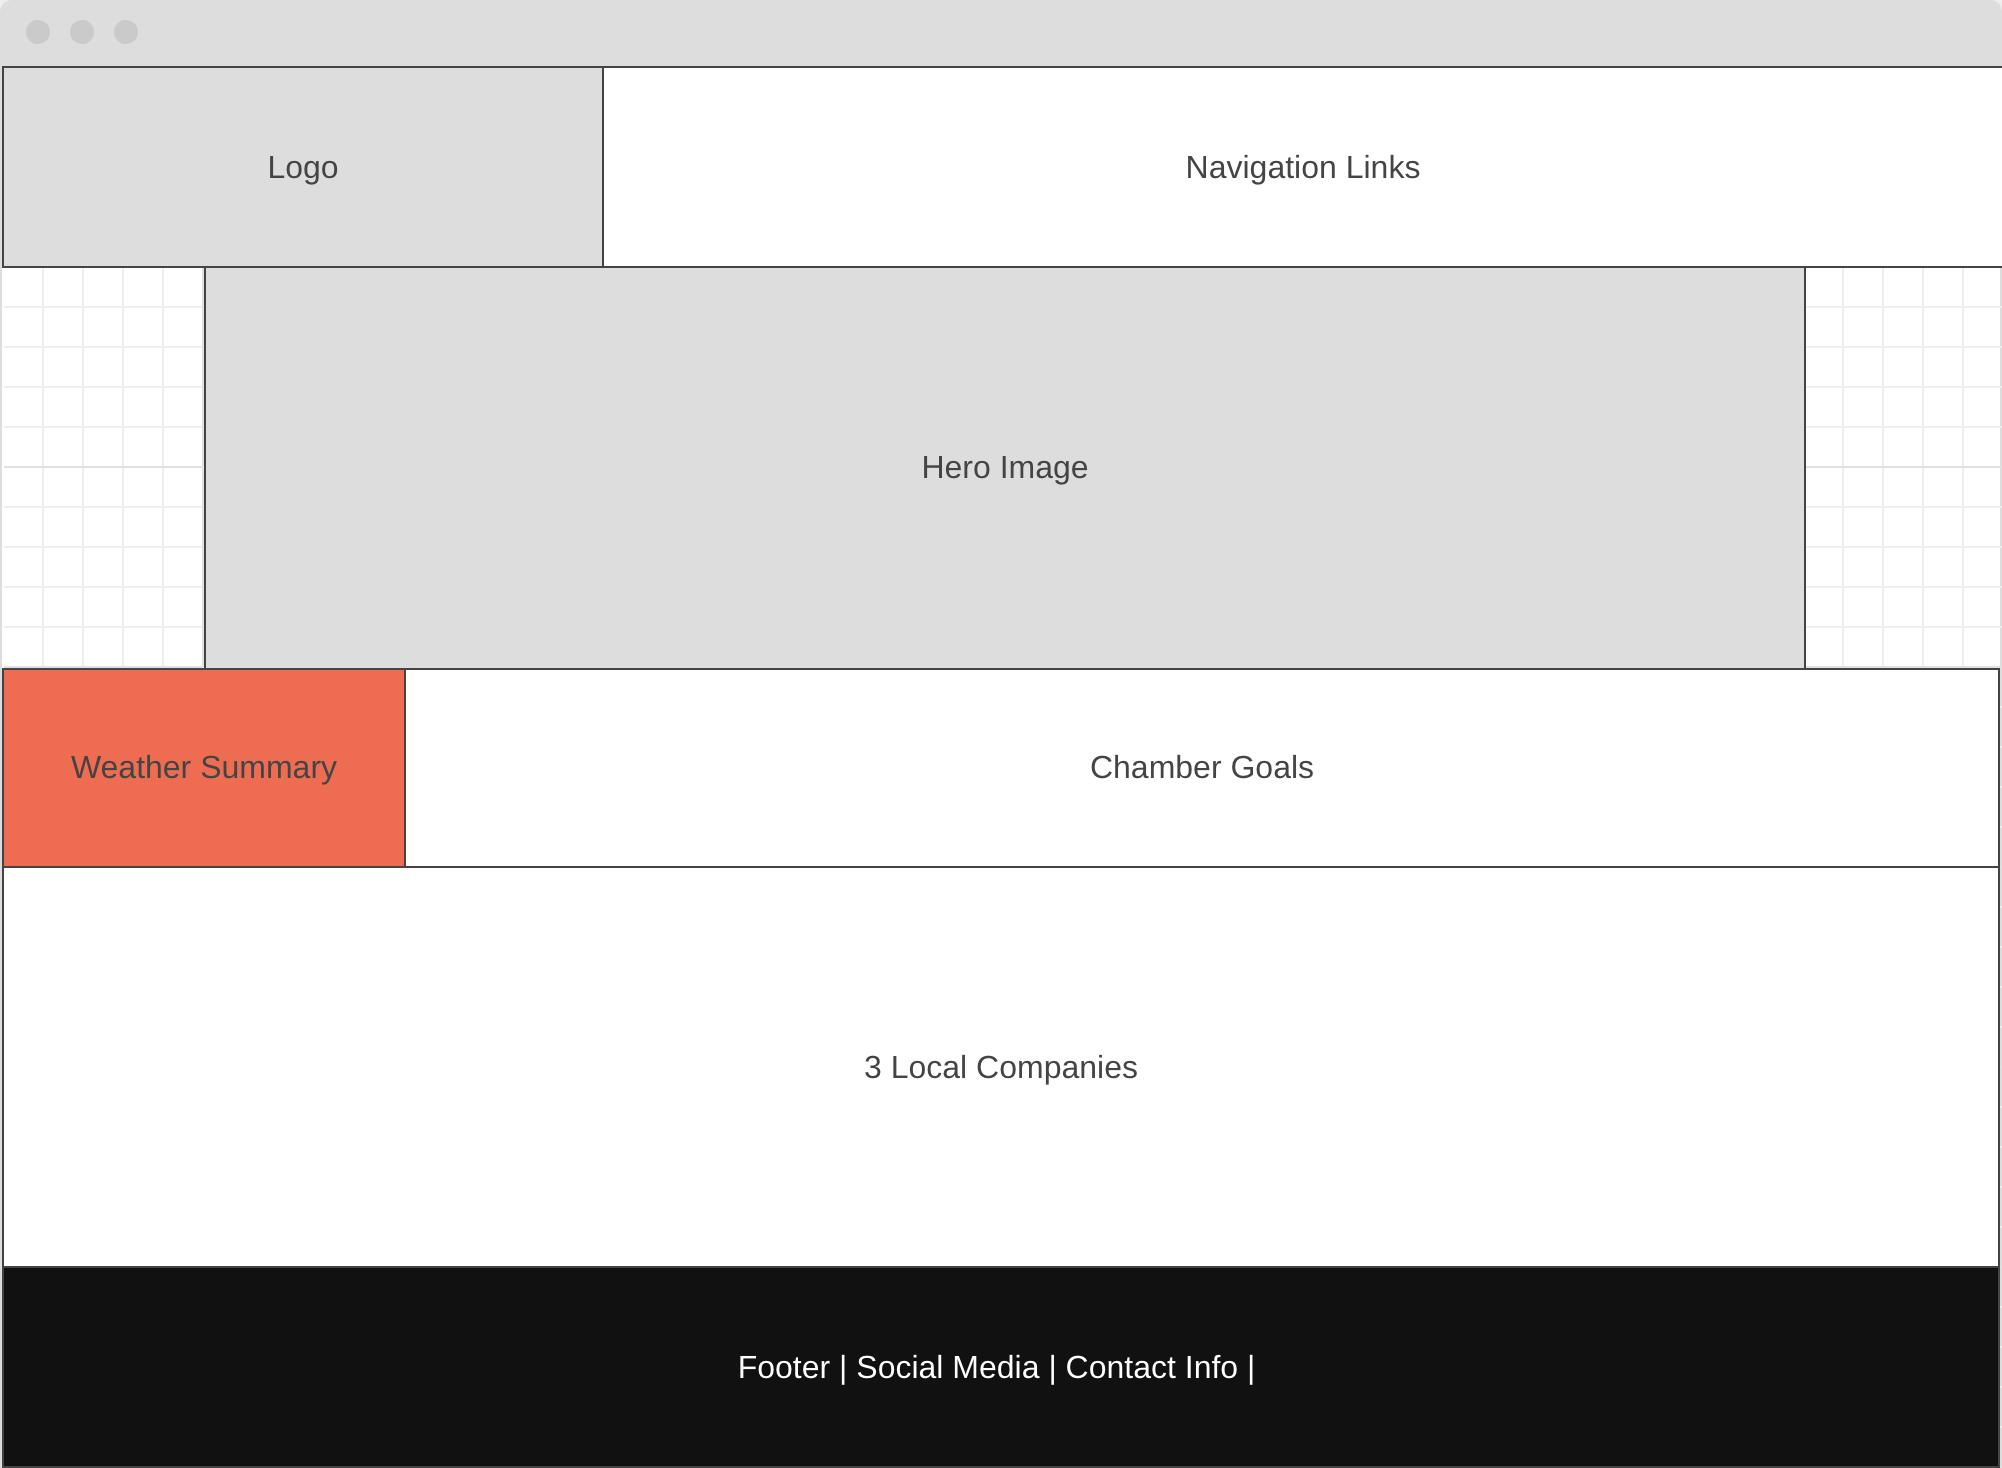 Logo
Navigation Links
Hero Image
Weather Summary
Chamber Goals
3 Local Companies
Footer | Social Media | Contact Info |